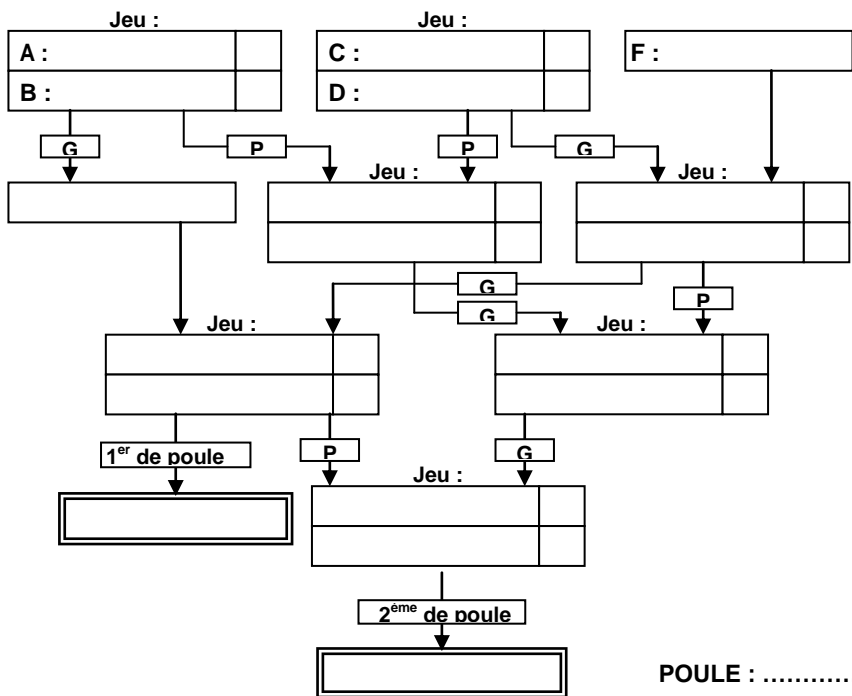 Jeu : Jeu :
A : C : F :
B : D :
G P P G
Jeu : Jeu :
G
P
G
Jeu : Jeu :
1er de poule P G
Jeu :
2ème de poule
POULE : ...........